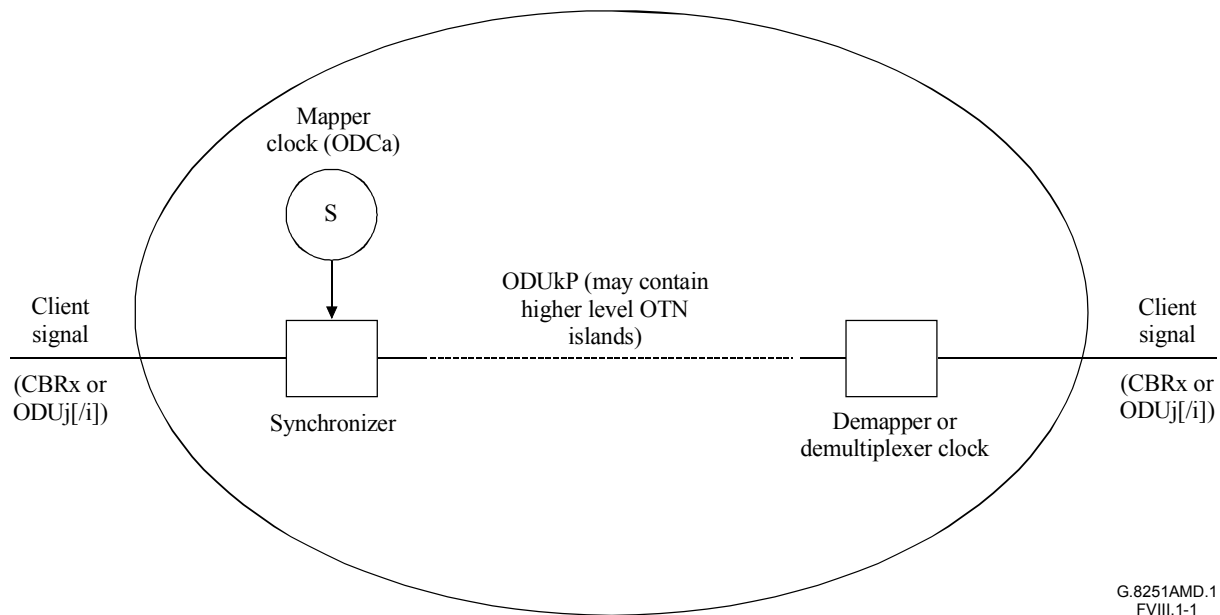 Mapper
clock (ODCa)
S
ODUkP (may contain
higher level OTN
islands)
Client
signal
(CBRx or
ODUj[/i])
Synchronizer
Demapper or
demultiplexer clock
Client
signal
(CBRx or
ODUj[/i])
G.8251AMD.1
FVIII.1-1